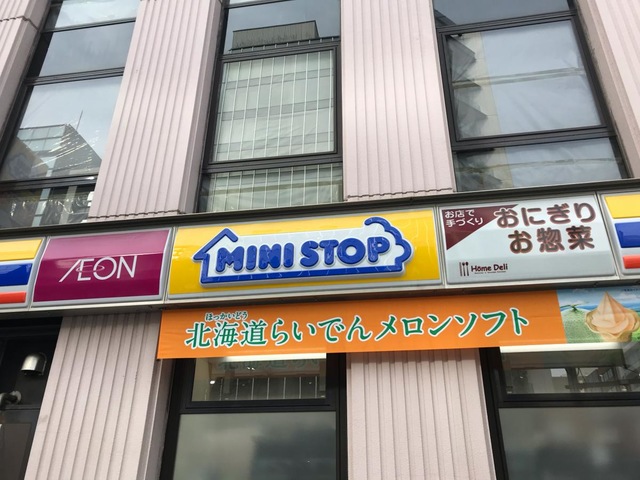 ÆON
MINI STOP
お店で
手づくり
おにぎり
お惣菜
Home Deli
ほっかいどう
北海道らいでんメロンソフト